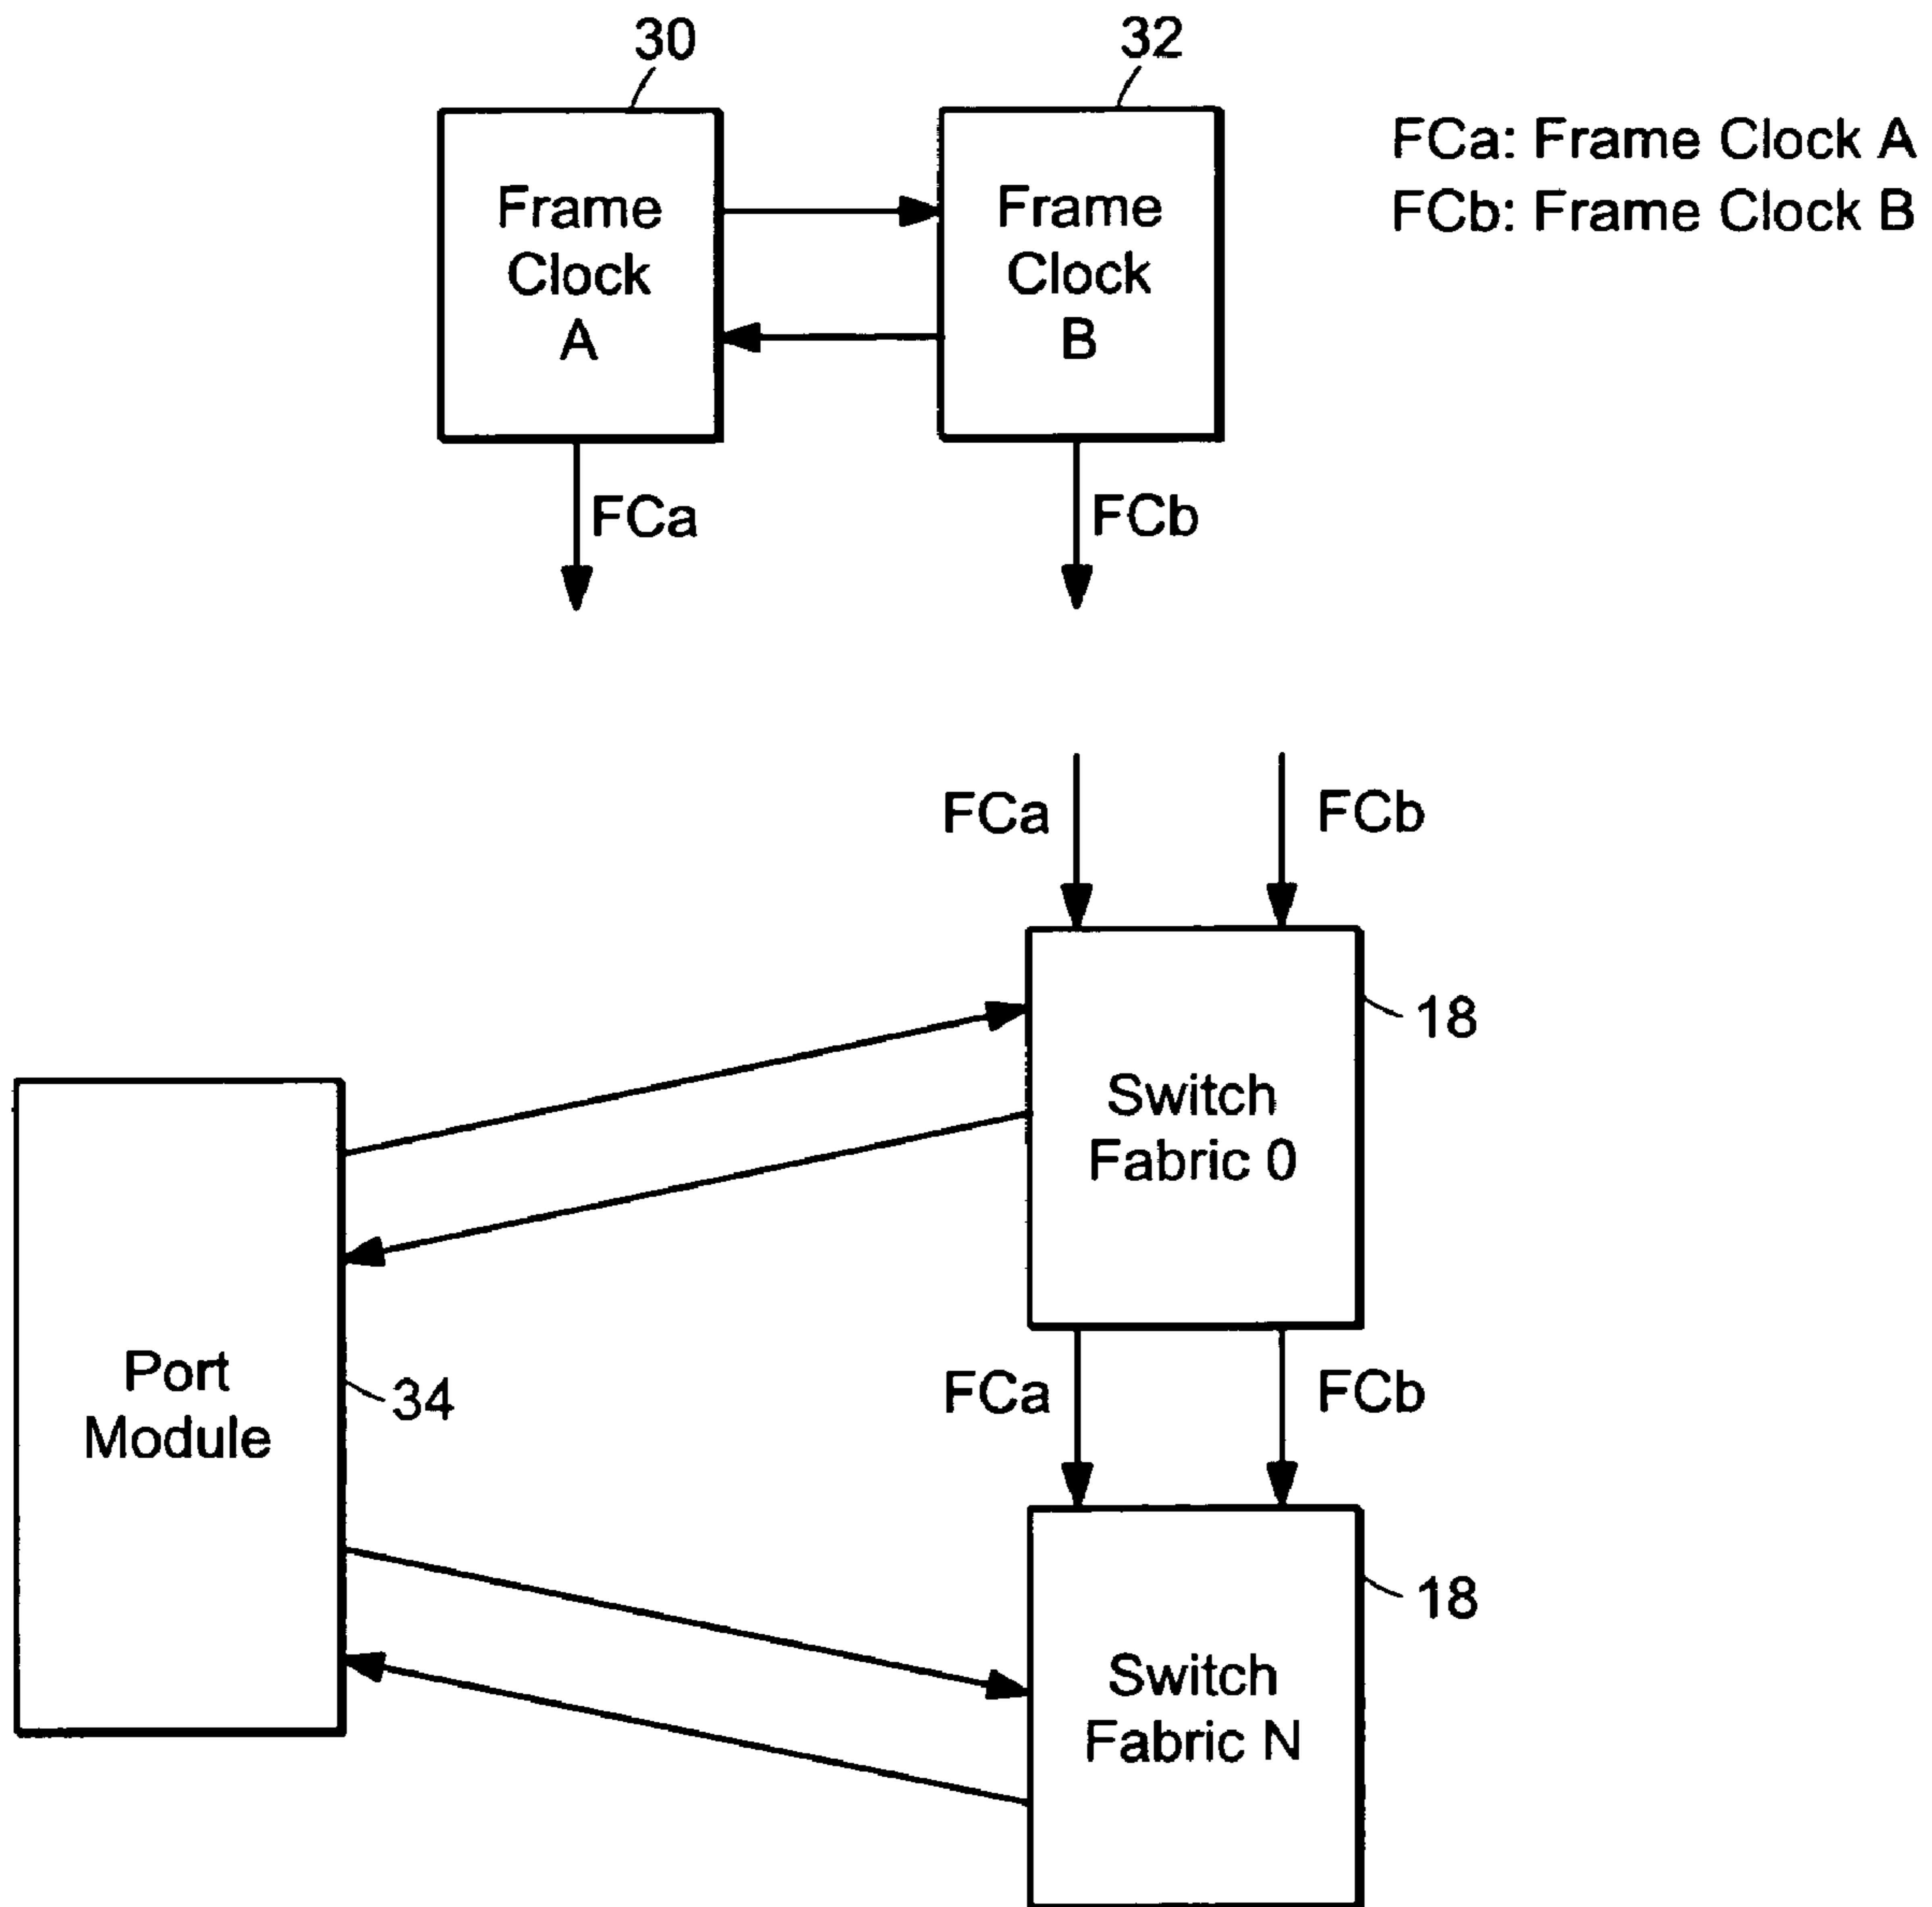 30
32
Frame
Clock
A
Frame
Clock
B
FCa: Frame Clock A
FCb: Frame Clock B
FCa
FCb
FCa
FCb
18
Switch
Fabric 0
Port
Module
34
FCa
FCb
18
Switch
Fabric N